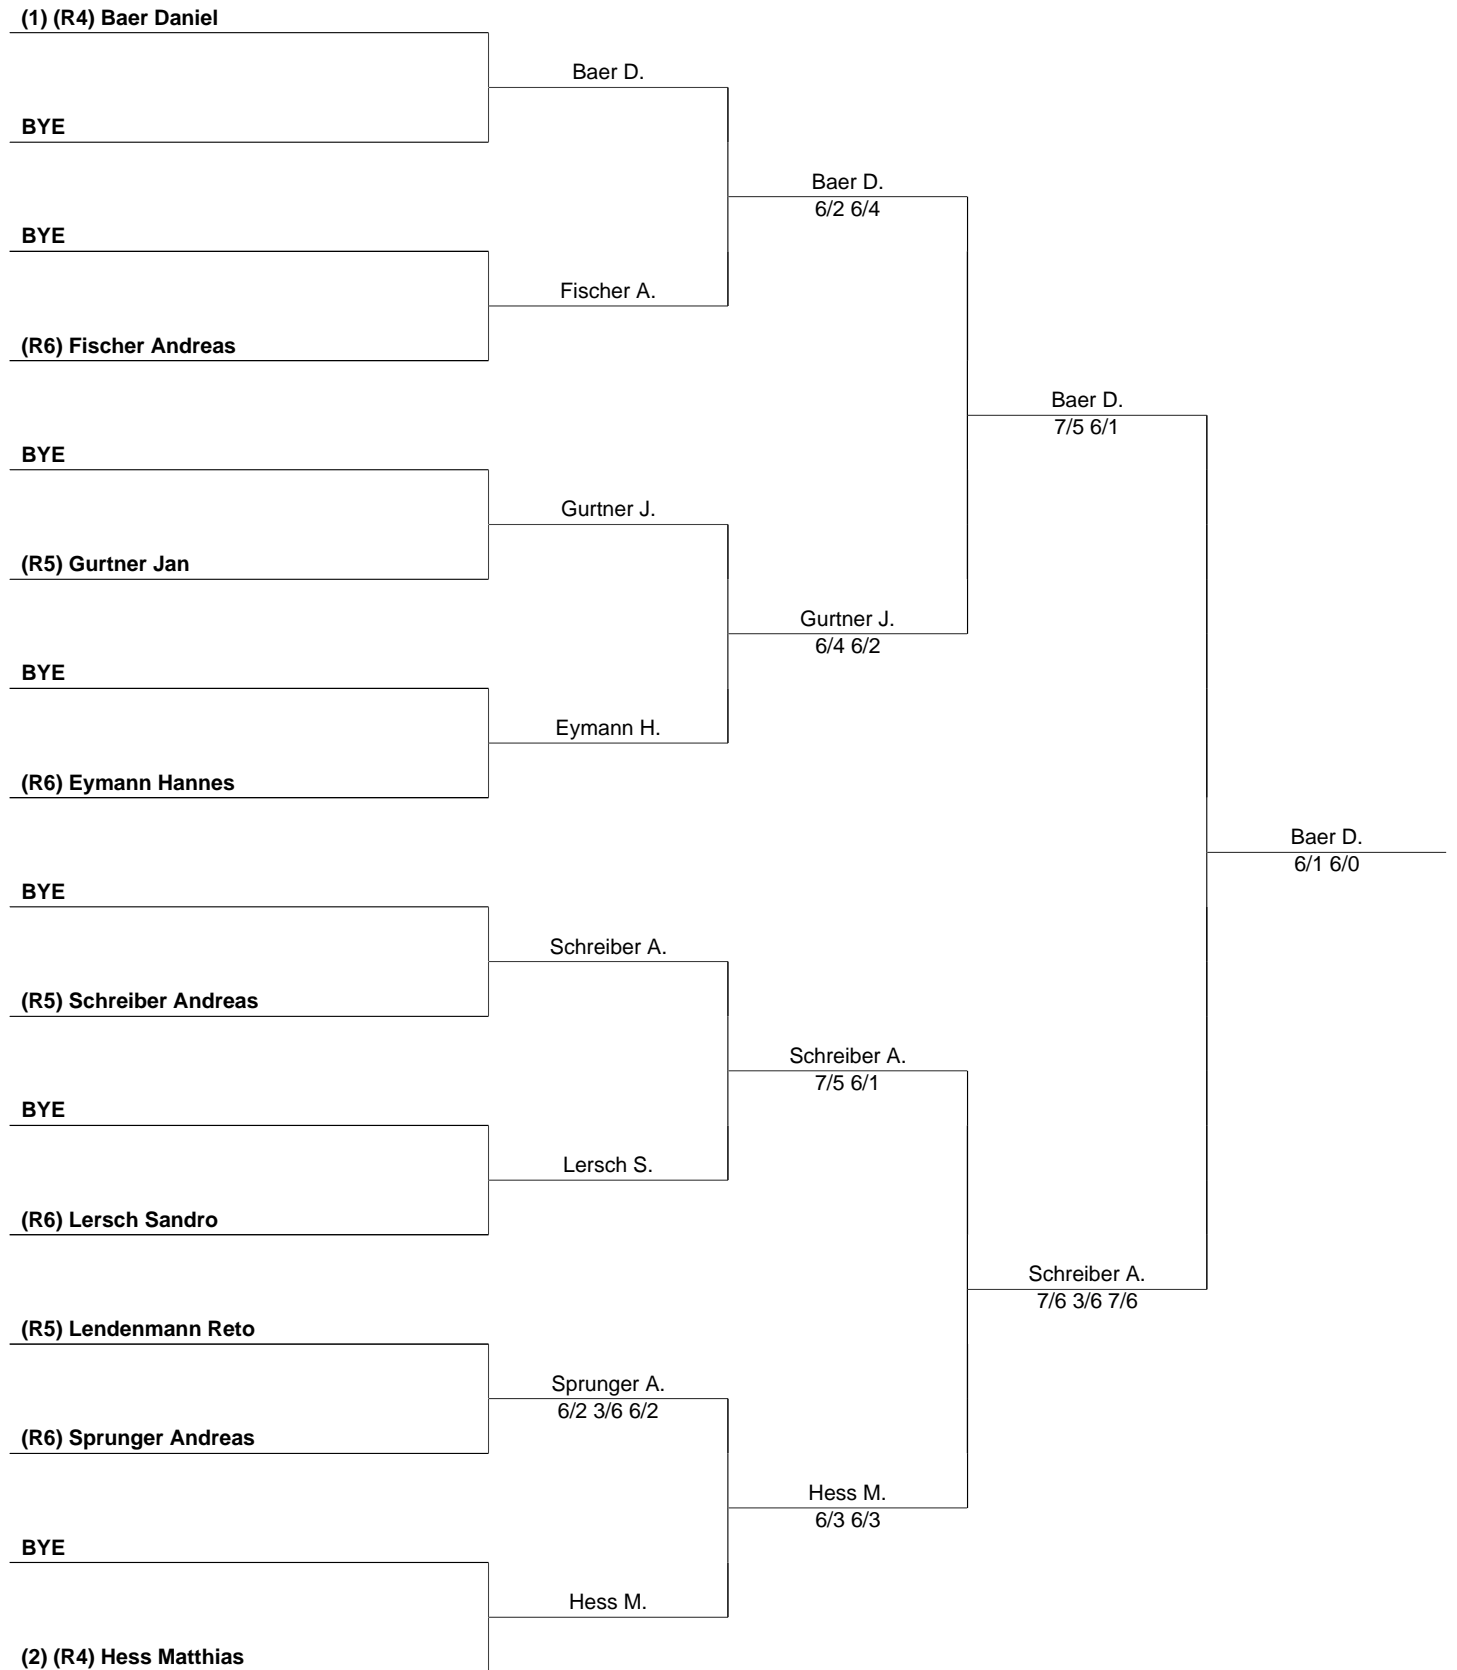 (1) (R4) Baer Daniel
Baer D.
BYE
Baer D.
6/2 6/4
BYE
Fischer A.
(R6) Fischer Andreas
Baer D.
7/5 6/1
BYE
Gurtner J.
(R5) Gurtner Jan
Gurtner J.
6/4 6/2
BYE
Eymann H.
(R6) Eymann Hannes
Baer D.
6/1 6/0
BYE
Schreiber A.
(R5) Schreiber Andreas
Schreiber A.
7/5 6/1
BYE
Lersch S.
(R6) Lersch Sandro
Schreiber A.
7/6 3/6 7/6
(R5) Lendenmann Reto
Sprunger A.
6/2 3/6 6/2
(R6) Sprunger Andreas
Hess M.
6/3 6/3
BYE
Hess M.
(2) (R4) Hess Matthias